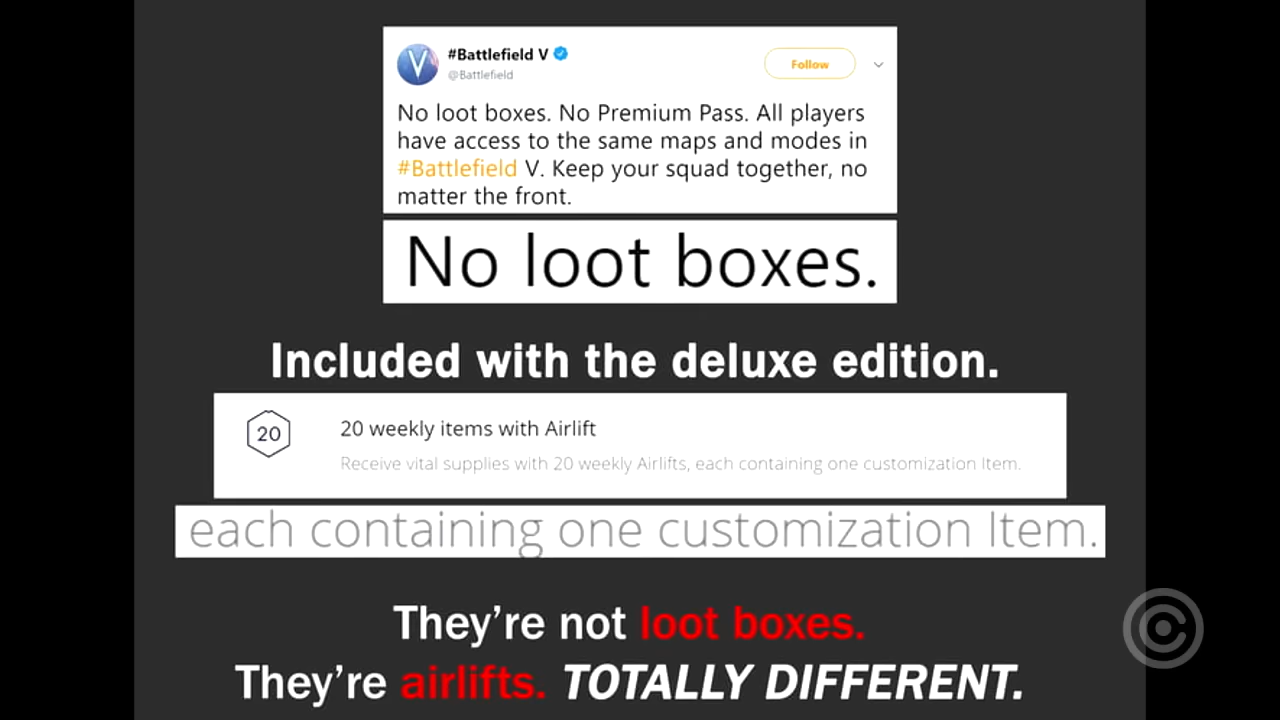 #Battlefield V
@Battlefield
Follow
No loot boxes. No Premium Pass. All players
have access to the same maps and modes in
#Battlefield V. Keep your squad together, no
matter the front.
No loot boxes.
Included with the deluxe edition.
20
20 weekly items with Airlift
Receive vital supplies with 20 weekly Airlifts, each containing one customization Item.
each containing one customization Item.
They're not loot boxes.
They're airlifts. TOTALLY DIFFERENT.